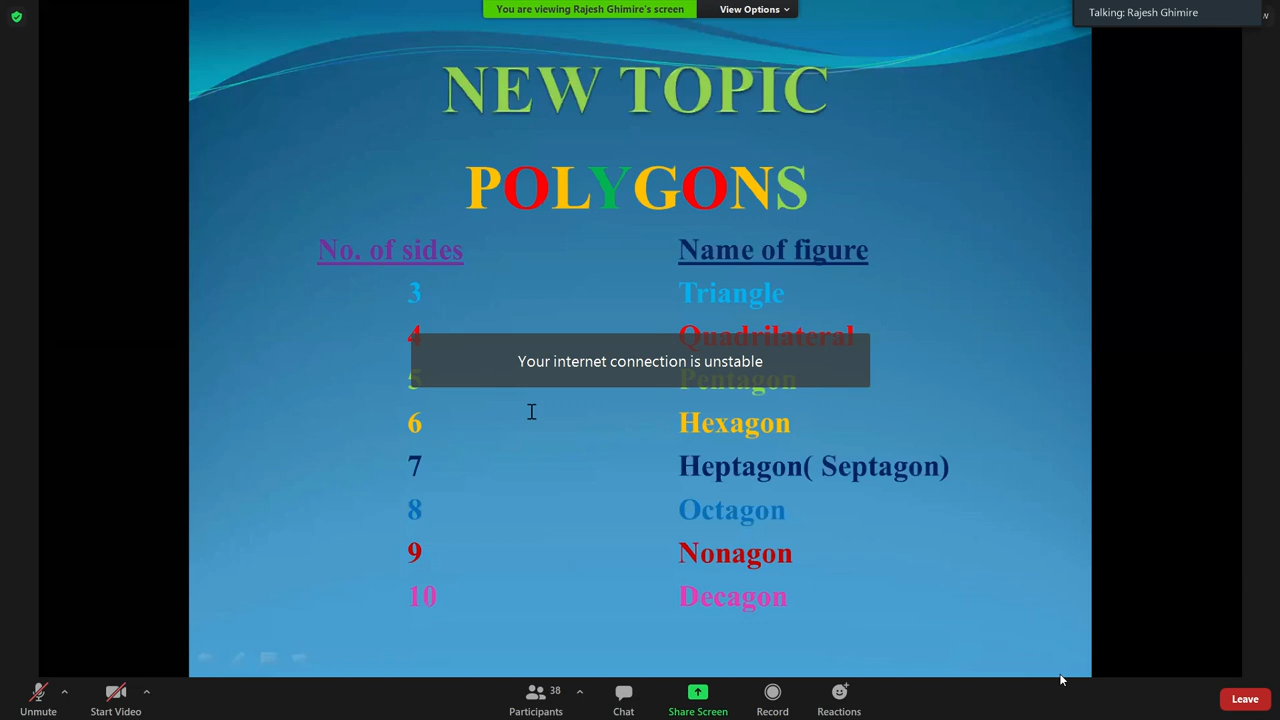 You are viewing Rajesh Ghimire's screen
View Options
Talking: Rajesh Ghimire
NEW TOPIC
POLYGONS
No. of sides Name of figure
3 Triangle
4 Quadrilateral
Your internet connection is unstable
5 Pentagon
6 Hexagon
7 Heptagon( Septagon)
8 Octagon
9 Nonagon
10 Decagon
38
Unmute Start Video Participants Chat Share Screen Record Reactions Leave